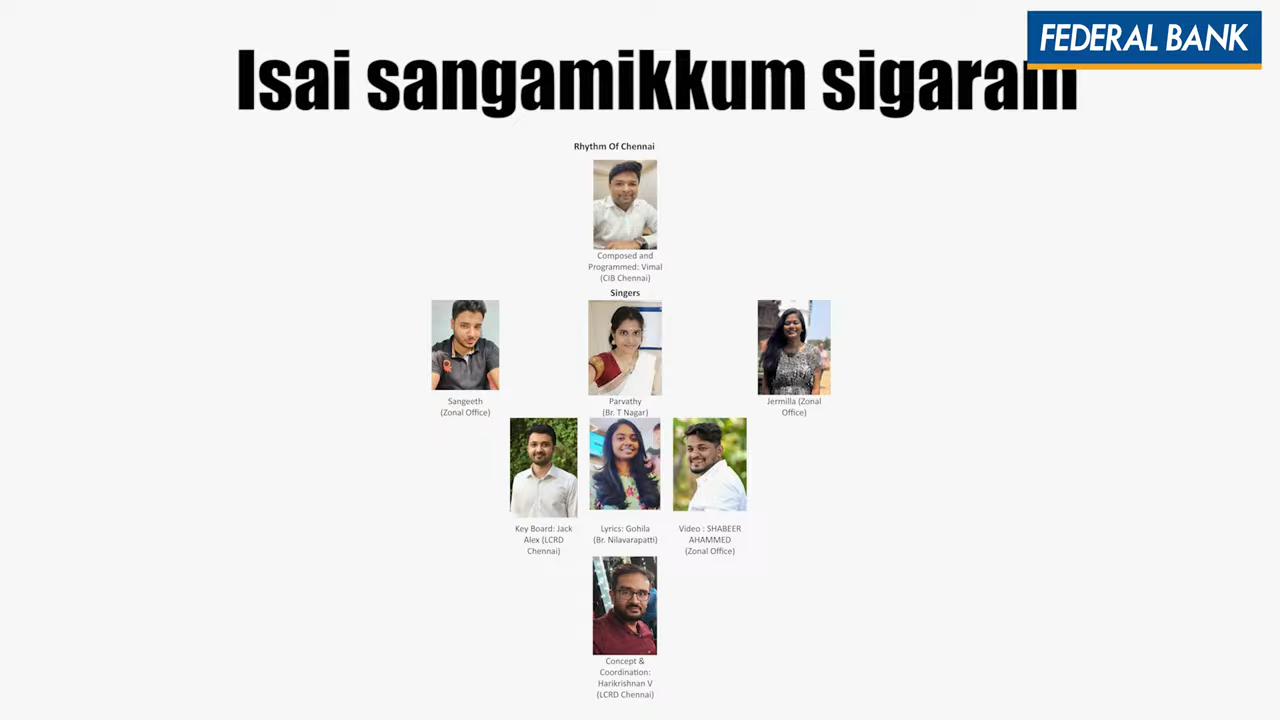 FEDERAL BANK
Isai sangamikkum sigaram
Rhythm Of Chennai
Composed and
Programmed: Vimal
(CIB Chennai)
Singers
Sangeeth
(Zonal Office)
Parvathy
(Br. T Nagar)
Jermilla (Zonal
Office)
Key Board: Jack
Alex (LCRD
Chennai)
Lyrics: Gohila
(Br. Nilavarapatti)
Video : SHABEER
AHAMMED
(Zonal Office)
Concept &
Coordination:
Harikrishnan V
(LCRD Chennai)